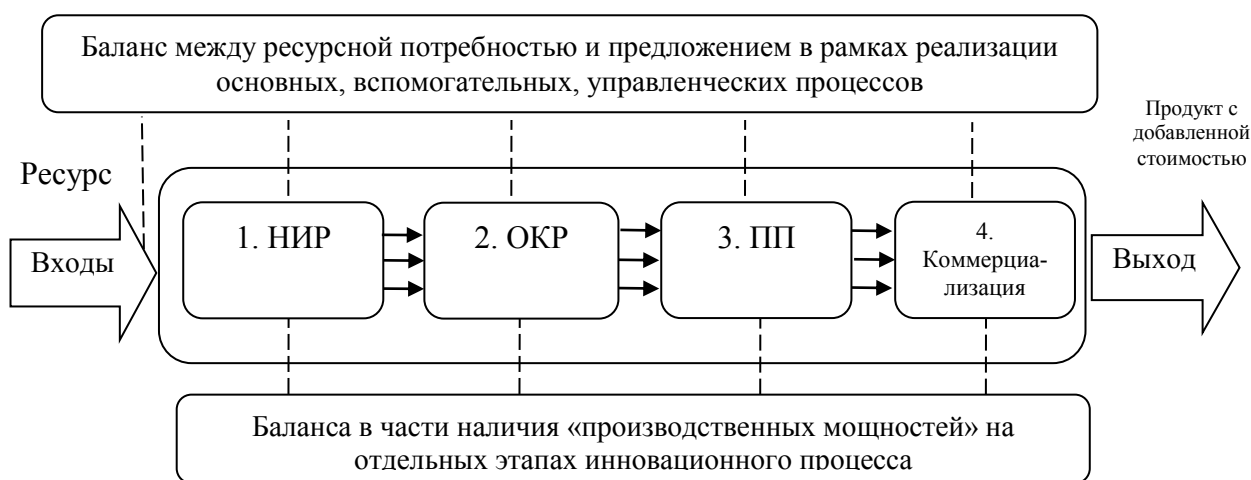 Баланс между ресурсной потребностью и предложением в рамках реализации
основных, вспомогательных, управленческих процессов
Продукт с
добавленной
стоимостью
Ресурс
Входы
1. НИР
2. ОКР
3. ПП
4.
Коммерциа-
лизация
Выход
Баланса в части наличия «производственных мощностей» на
отдельных этапах инновационного процесса